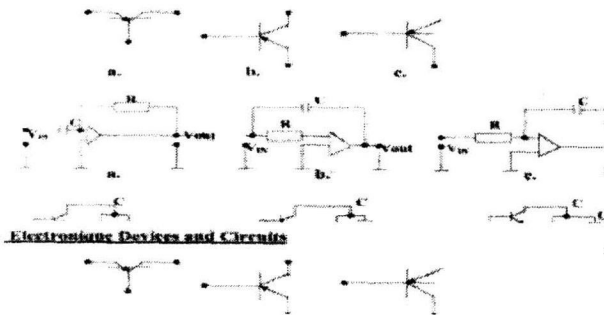 a. b. c.
R C
C R C
Vin Vout Vin Vout Vin
a. b. c.
C C C
Electronique Devices and Circuits